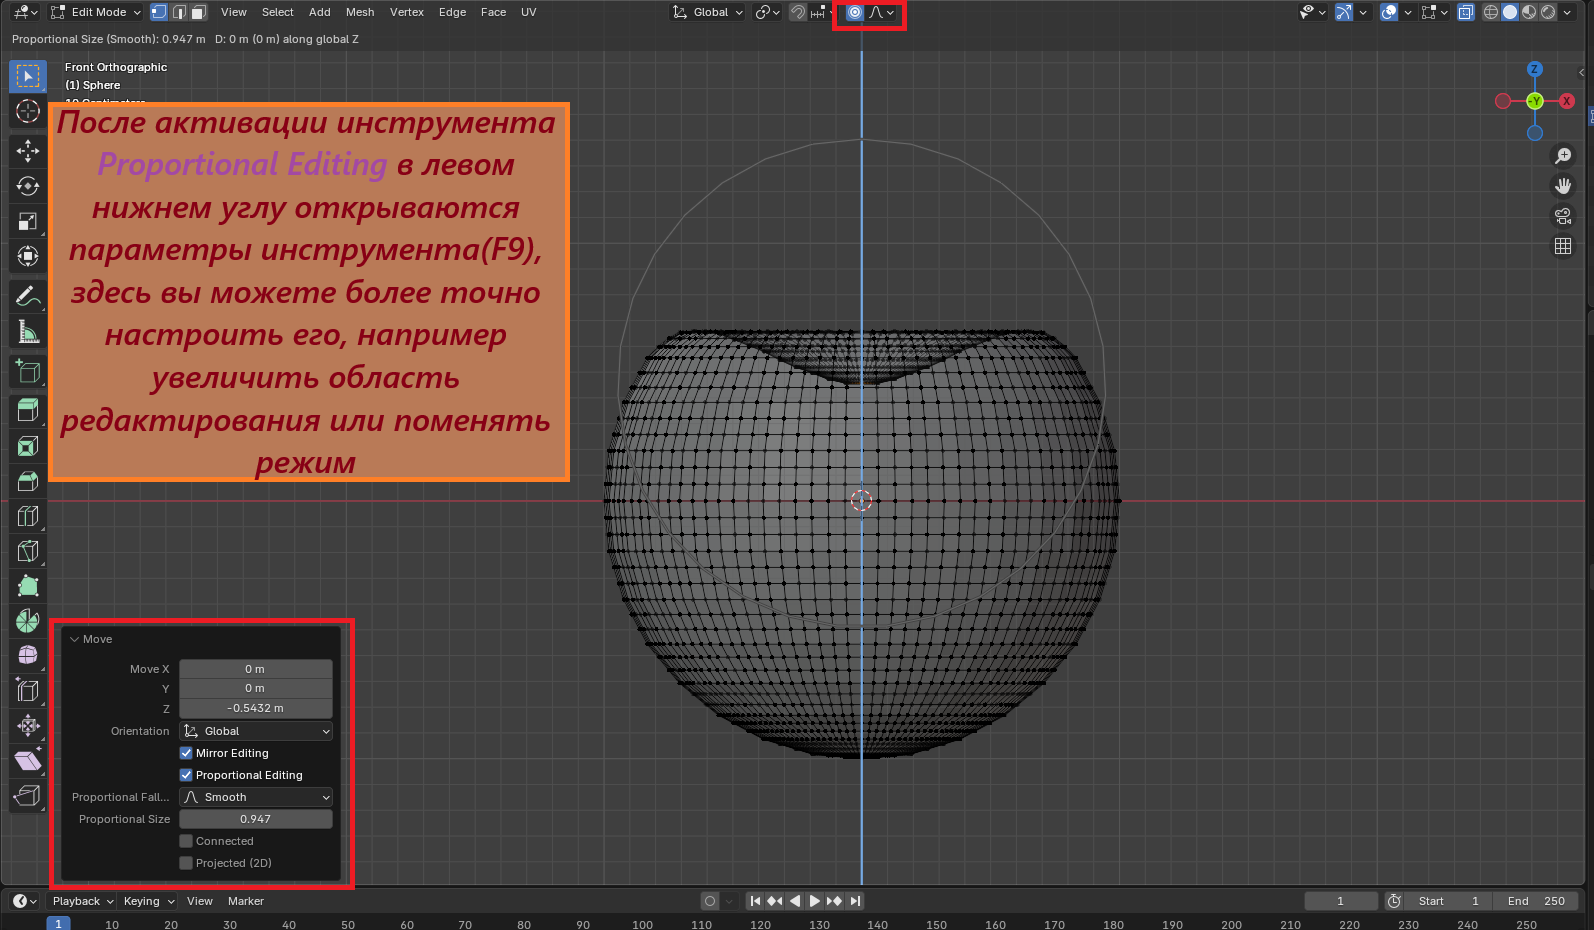 Edit Mode View Select Add Mesh Vertex Edge Face UV Global
Proportional Size (Smooth): 0.947 m D: 0 m (0 m) along global Z
Front Orthographic
(1) Sphere
После активации инструмента
Proportional Editing в левом
нижнем углу открываются
параметры инструмента(F9),
здесь вы можете более точно
настроить его, например
увеличить область
редактирования или поменять
режим
Z
-Y
X
Move
Move X 0 m
Y 0 m
Z -0.5432 m
Orientation Global
Mirror Editing
Proportional Editing
Proportional Fall... Smooth
Proportional Size 0.947
Connected
Projected (2D)
Playback Keying View Marker 1 Start 1 End 250
1 10 20 30 40 50 60 70 80 90 100 110 120 130 140 150 160 170 180 190 200 210 220 230 240 250